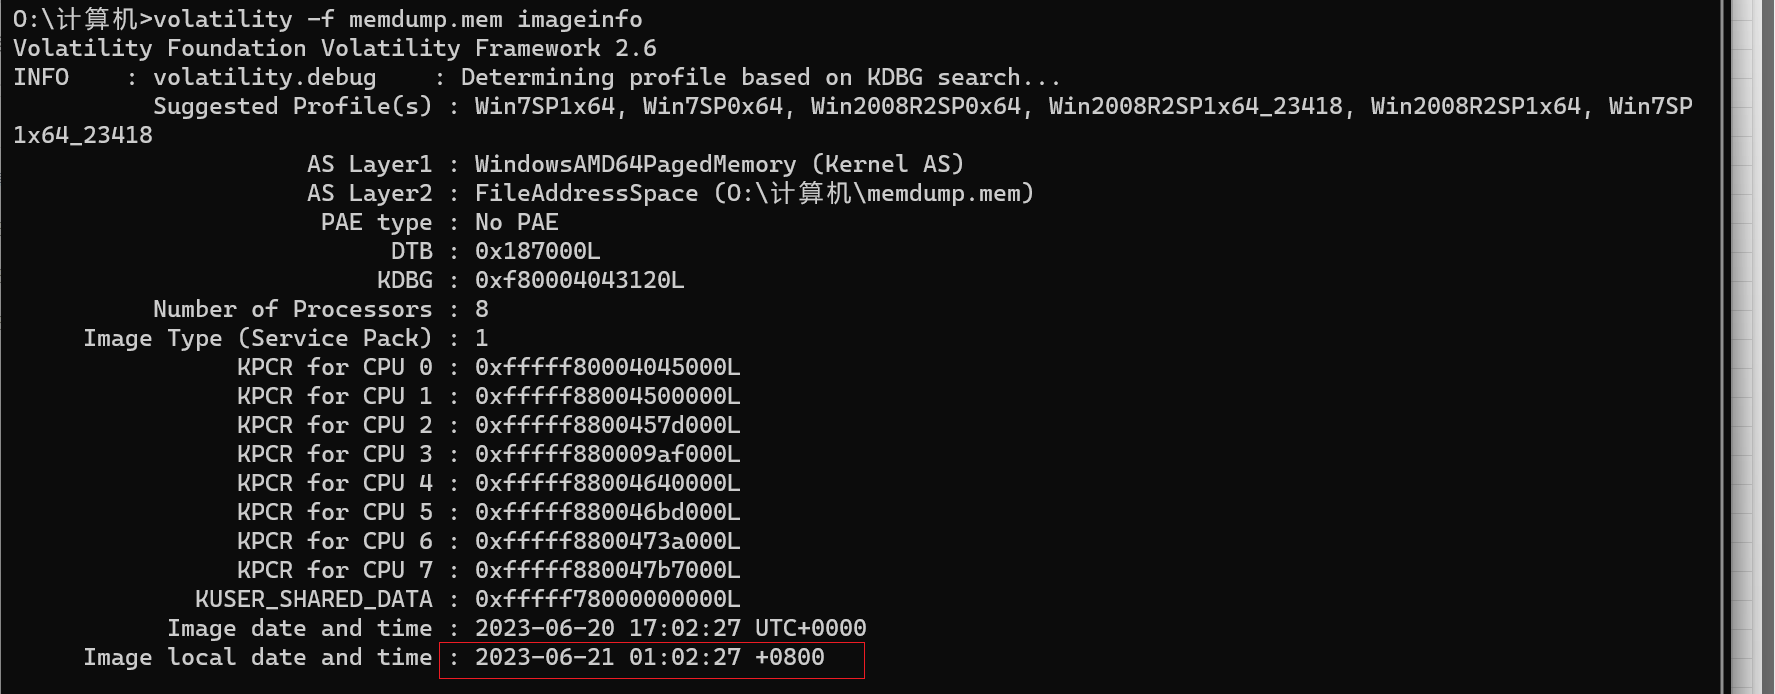 O:\计算机>volatility -f memdump.mem imageinfo
Volatility Foundation Volatility Framework 2.6
INFO    : volatility.debug    : Determining profile based on KDBG search...
          Suggested Profile(s) : Win7SP1x64, Win7SP0x64, Win2008R2SP0x64, Win2008R2SP1x64_23418, Win2008R2SP1x64, Win7SP
1x64_23418
                     AS Layer1 : WindowsAMD64PagedMemory (Kernel AS)
                     AS Layer2 : FileAddressSpace (O:\计算机\memdump.mem)
                      PAE type : No PAE
                           DTB : 0x187000L
                          KDBG : 0xf80004043120L
          Number of Processors : 8
     Image Type (Service Pack) : 1
                KPCR for CPU 0 : 0xfffff80004045000L
                KPCR for CPU 1 : 0xfffff88004500000L
                KPCR for CPU 2 : 0xfffff8800457d000L
                KPCR for CPU 3 : 0xfffff880009af000L
                KPCR for CPU 4 : 0xfffff88004640000L
                KPCR for CPU 5 : 0xfffff880046bd000L
                KPCR for CPU 6 : 0xfffff8800473a000L
                KPCR for CPU 7 : 0xfffff880047b7000L
             KUSER_SHARED_DATA : 0xfffff78000000000L
           Image date and time : 2023-06-20 17:02:27 UTC+0000
     Image local date and time : 2023-06-21 01:02:27 +0800